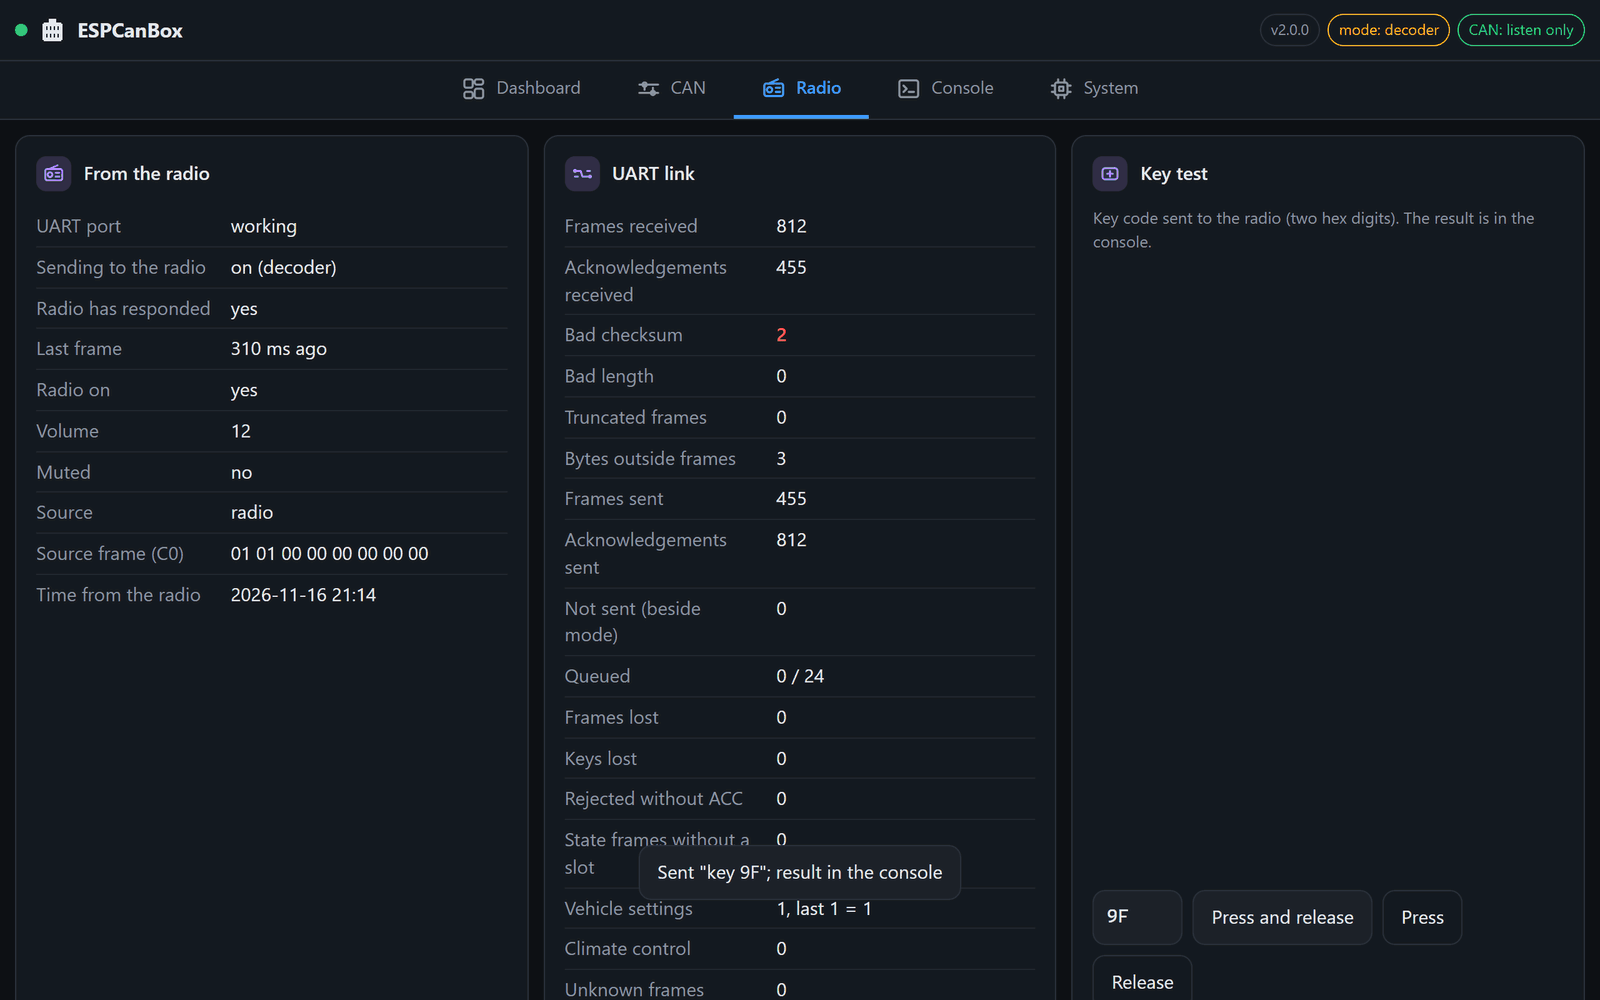 ESPCanBox
v2.0.0
mode: decoder
CAN: listen only
Dashboard
CAN
Radio
Console
System
From the radio
UART port working
Sending to the radio on (decoder)
Radio has responded yes
Last frame 310 ms ago
Radio on yes
Volume 12
Muted no
Source radio
Source frame (C0) 01 01 00 00 00 00 00 00
Time from the radio 2026-11-16 21:14
UART link
Frames received 812
Acknowledgements 455
received
Bad checksum 2
Bad length 0
Truncated frames 0
Bytes outside frames 3
Frames sent 455
Acknowledgements 812
sent
Not sent (beside 0
mode)
Queued 0 / 24
Frames lost 0
Keys lost 0
Rejected without ACC 0
State frames without a 0
slot
Sent "key 9F"; result in the console
Vehicle settings 1, last 1 = 1
Climate control 0
Unknown frames 0
Key test
Key code sent to the radio (two hex digits). The result is in the
console.
9F
Press and release
Press
Release